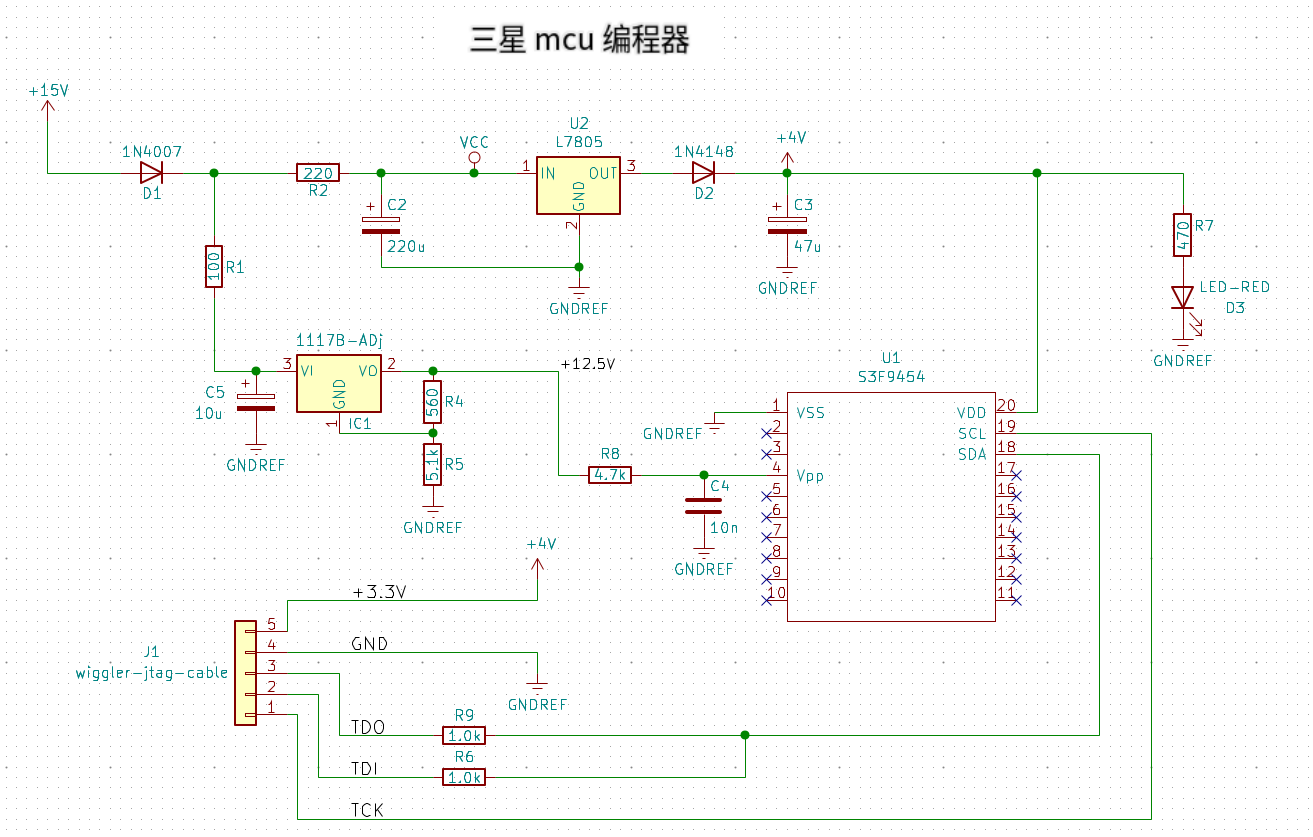 三星 mcu 编程器
+15V
1N4007
D1
220
R2
VCC
C2
220u
+
U2
L7805
1
IN
OUT
3
GND
2
GNDREF
1N4148
D2
+4V
+
C3
47u
GNDREF
R7
470
LED-RED
D3
GNDREF
100
R1
1117B-ADj
3
VI
VO
2
GND
1
IC1
C5
+
10u
GNDREF
560
R4
5.1k
R5
GNDREF
+12.5V
R8
4.7k
C4
10n
GNDREF
GNDREF
U1
S3F9454
1
VSS
2
3
4
Vpp
5
6
7
8
9
10
VDD
20
SCL
19
SDA
18
17
16
15
14
13
12
11
+4V
+3.3V
J1
wiggler-jtag-cable
5
4
3
2
1
GND
GNDREF
TDO
R9
1.0k
TDI
R6
1.0k
TCK